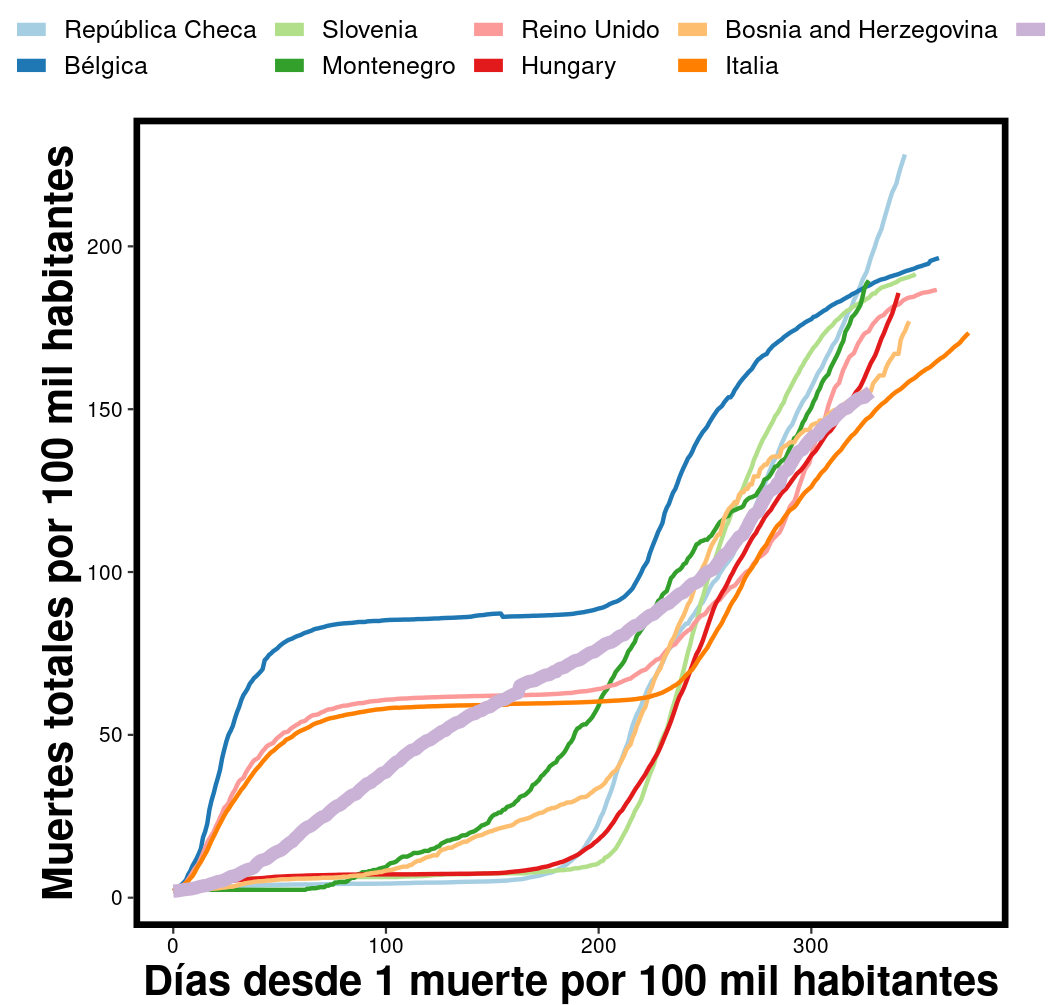 República Checa Slovenia Reino Unido Bosnia and Herzegovina
Bélgica Montenegro Hungary Italia
Muertes totales por 100 mil habitantes
200
150
100
50
0
0 100 200 300
Días desde 1 muerte por 100 mil habitantes